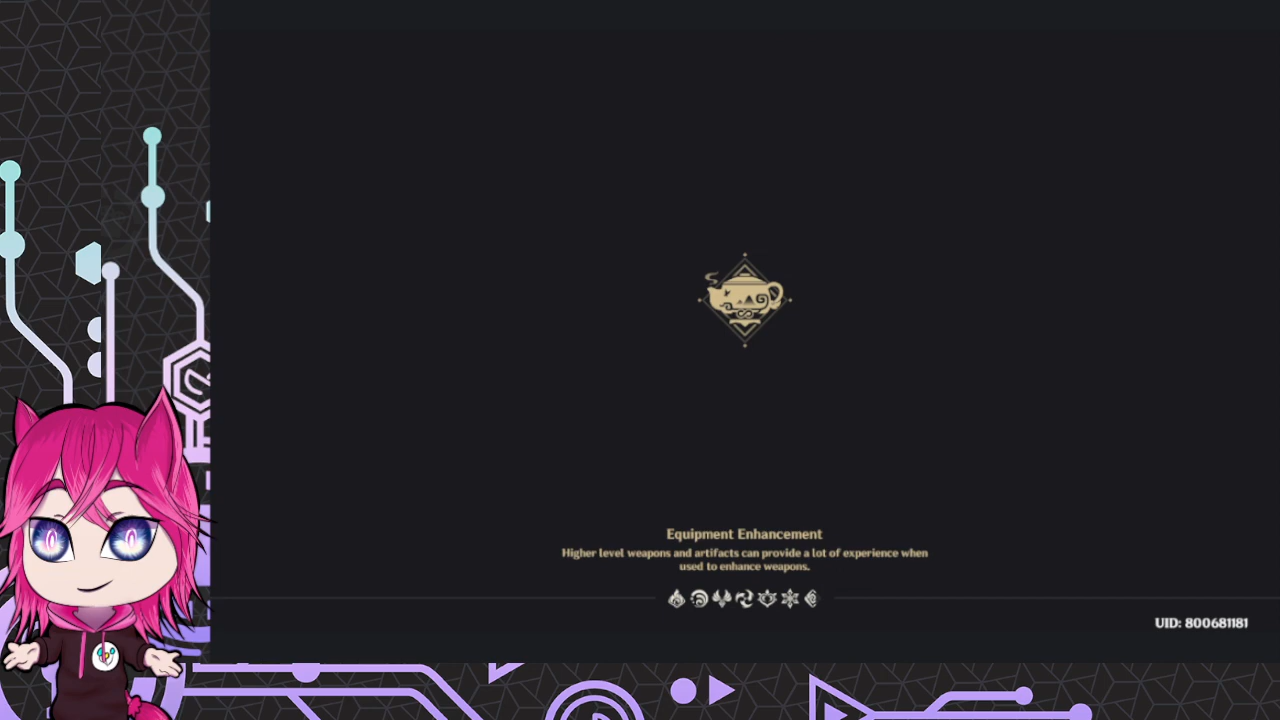 Equipment Enhancement
Higher level weapons and artifacts can provide a lot of experience when
used to enhance weapons.
UID: 800681181